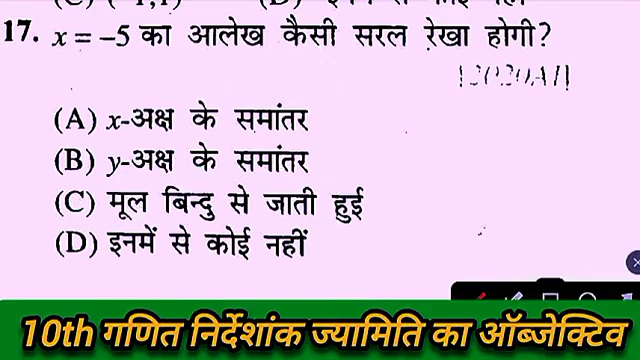 17. x = –5 का आलेख कैसी सरल रेखा होगी?
(A) x-अक्ष के समांतर
(B) y-अक्ष के समांतर
(C) मूल बिन्दु से जाती हुई
(D) इनमें से कोई नहीं
10th गणित निर्देशांक ज्यामिति का ऑब्जेक्टिव